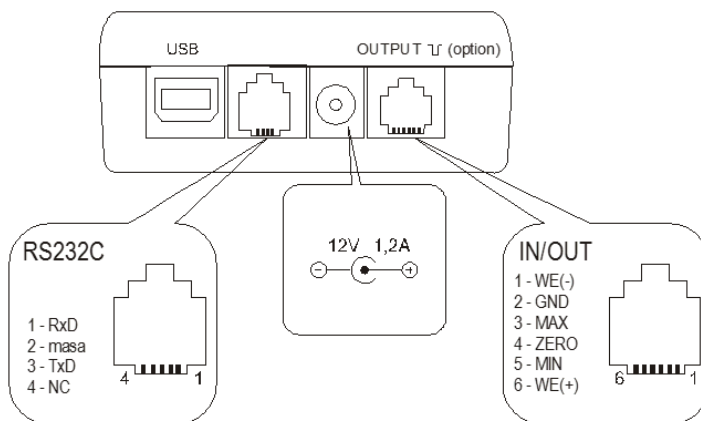 USB
OUTPUT (option)
RS232C
1 - RxD
2 - masa
3 - TxD
4 - NC
4 1
12V 1,2A
IN/OUT
1 - WE(-)
2 - GND
3 - MAX
4 - ZERO
5 - MIN
6 - WE(+)
6 1